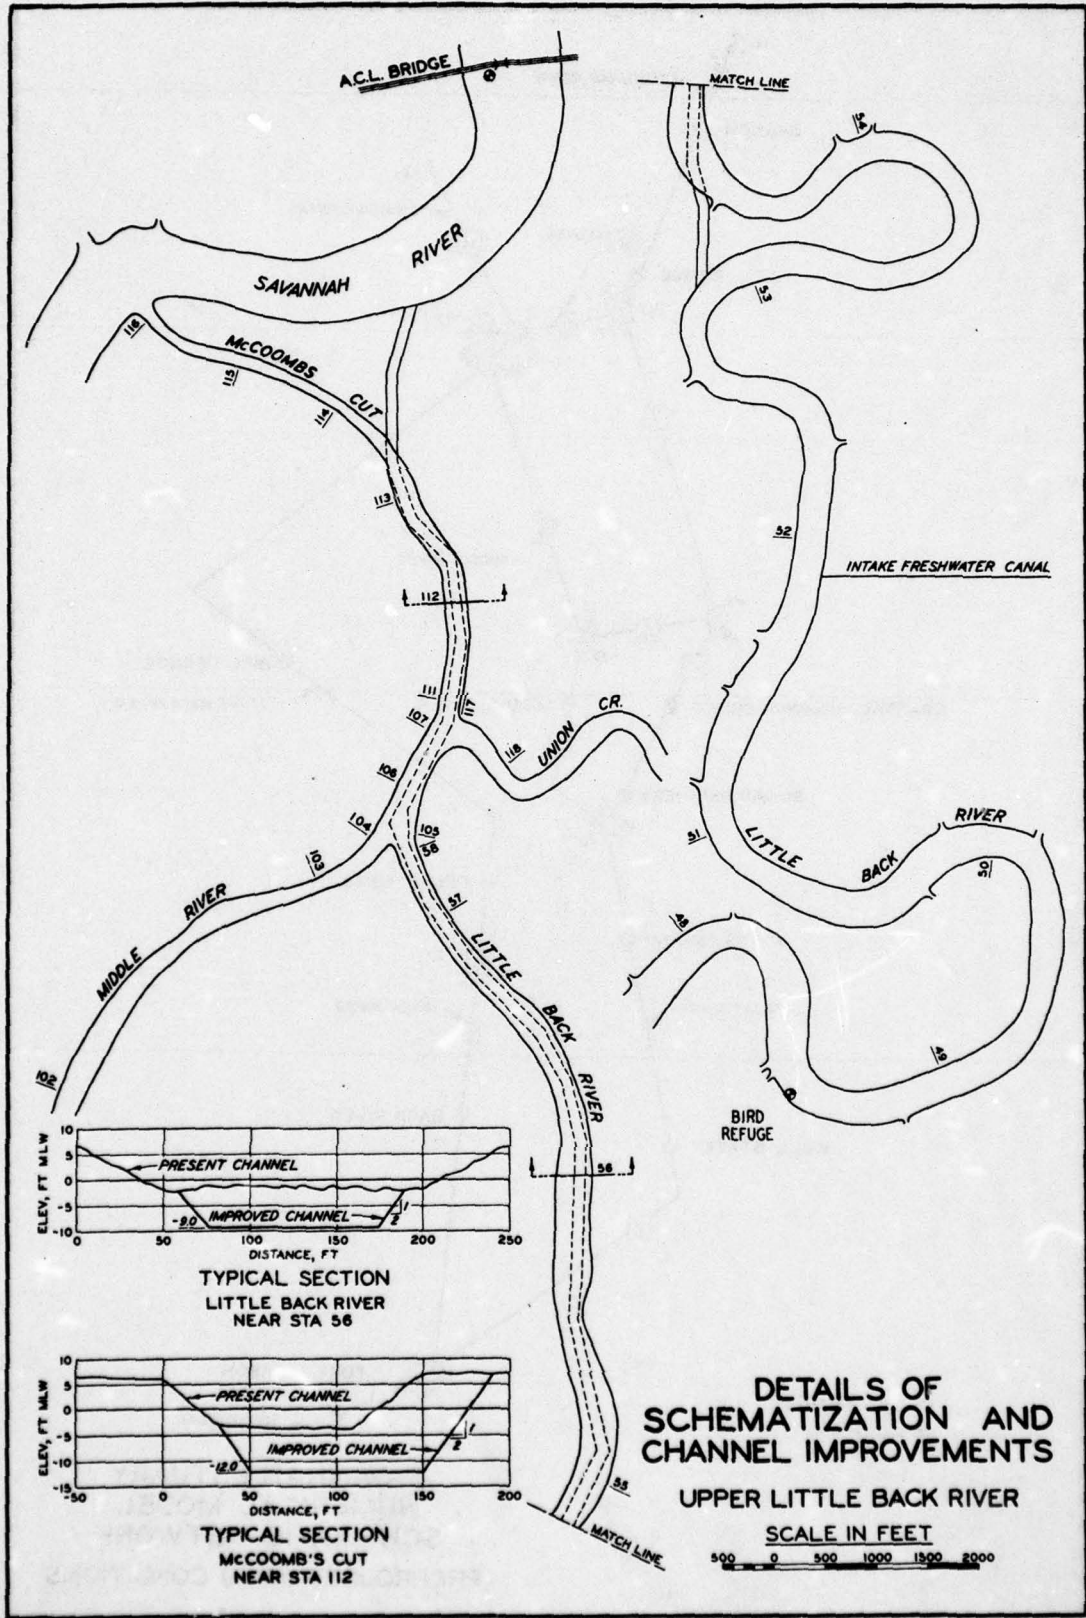 A.C.L. BRIDGE
MATCH LINE
54
SAVANNAH RIVER
53
116
McCOOMBS CUT
115
114
113
52
INTAKE FRESHWATER CANAL
112
111
117
107
118
UNION CR.
106
104
105
58
103
51
LITTLE BACK RIVER
50
57
MIDDLE RIVER
48
LITTLE BACK RIVER
49
102
BIRD
REFUGE
56
ELEV, FT MLW
10
5
0
-5
-10
PRESENT CHANNEL
IMPROVED CHANNEL
-9.0
1
2
0 50 100 150 200 250
DISTANCE, FT
TYPICAL SECTION
LITTLE BACK RIVER
NEAR STA 56
ELEV, FT MLW
10
5
0
-5
-10
-15
PRESENT CHANNEL
IMPROVED CHANNEL
-12.0
1
2
-50 0 50 100 150 200
DISTANCE, FT
TYPICAL SECTION
McCOOMB'S CUT
NEAR STA 112
55
MATCH LINE
DETAILS OF
SCHEMATIZATION AND
CHANNEL IMPROVEMENTS
UPPER LITTLE BACK RIVER
SCALE IN FEET
500 0 500 1000 1500 2000